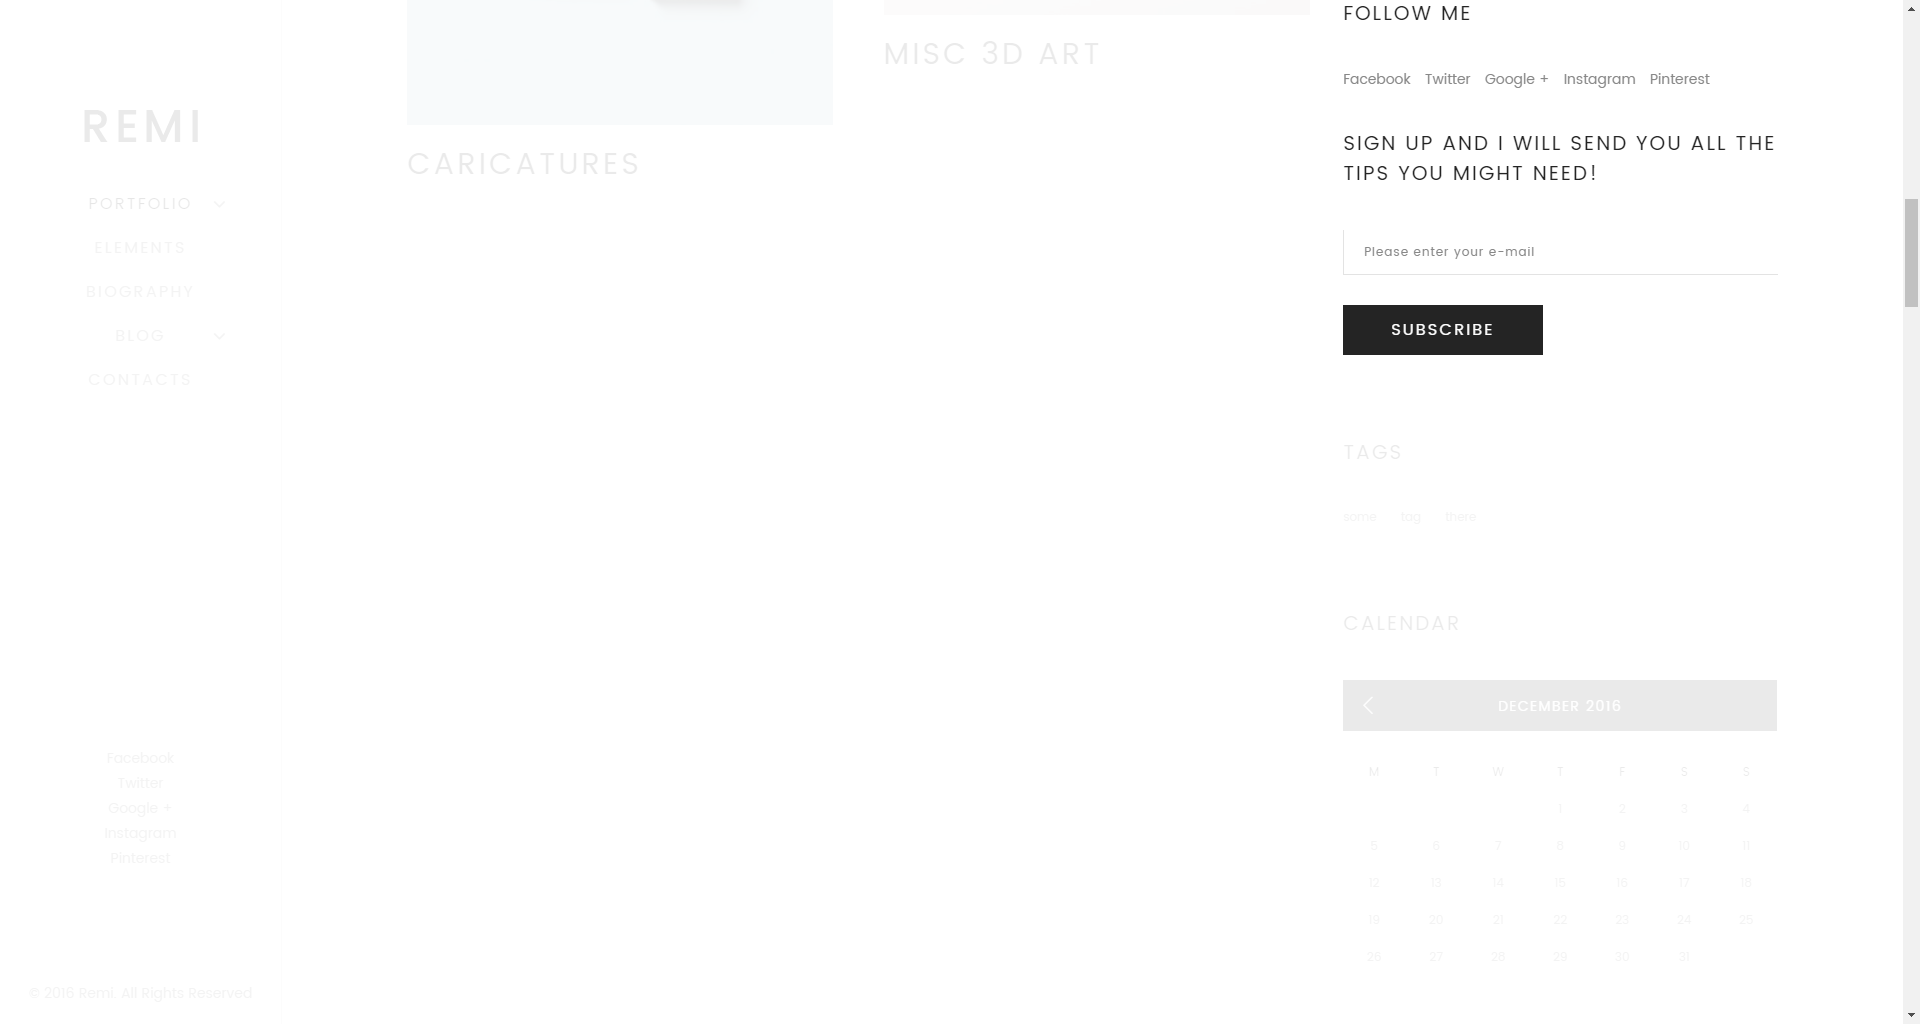 REMI
PORTFOLIO
ELEMENTS
BIOGRAPHY
BLOG
CONTACTS
Facebook
Twitter
Google +
Instagram
Pinterest
© 2016 Remi. All Rights Reserved
CARICATURES
MISC 3D ART
FOLLOW ME
Facebook Twitter Google + Instagram Pinterest
SIGN UP AND I WILL SEND YOU ALL THE
TIPS YOU MIGHT NEED!
Please enter your e-mail
SUBSCRIBE
TAGS
some tag there
CALENDAR
DECEMBER 2016
M T W T F S S
1 2 3 4
5 6 7 8 9 10 11
12 13 14 15 16 17 18
19 20 21 22 23 24 25
26 27 28 29 30 31